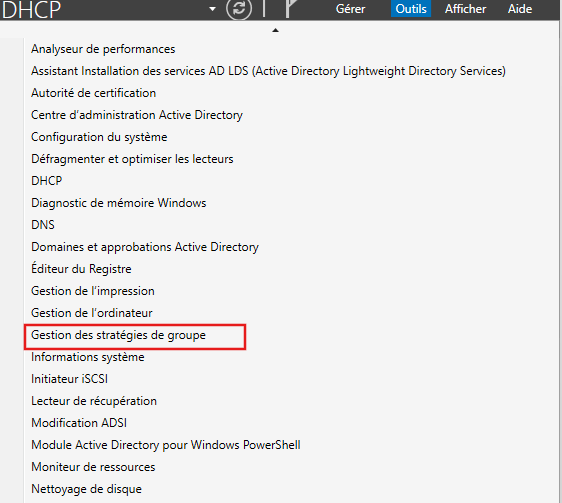 DHCP
Gérer Outils Afficher Aide
Analyseur de performances
Assistant Installation des services AD LDS (Active Directory Lightweight Directory Services)
Autorité de certification
Centre d'administration Active Directory
Configuration du système
Défragmenter et optimiser les lecteurs
DHCP
Diagnostic de mémoire Windows
DNS
Domaines et approbations Active Directory
Éditeur du Registre
Gestion de l'impression
Gestion de l'ordinateur
Gestion des stratégies de groupe
Informations système
Initiateur iSCSI
Lecteur de récupération
Modification ADSI
Module Active Directory pour Windows PowerShell
Moniteur de ressources
Nettoyage de disque